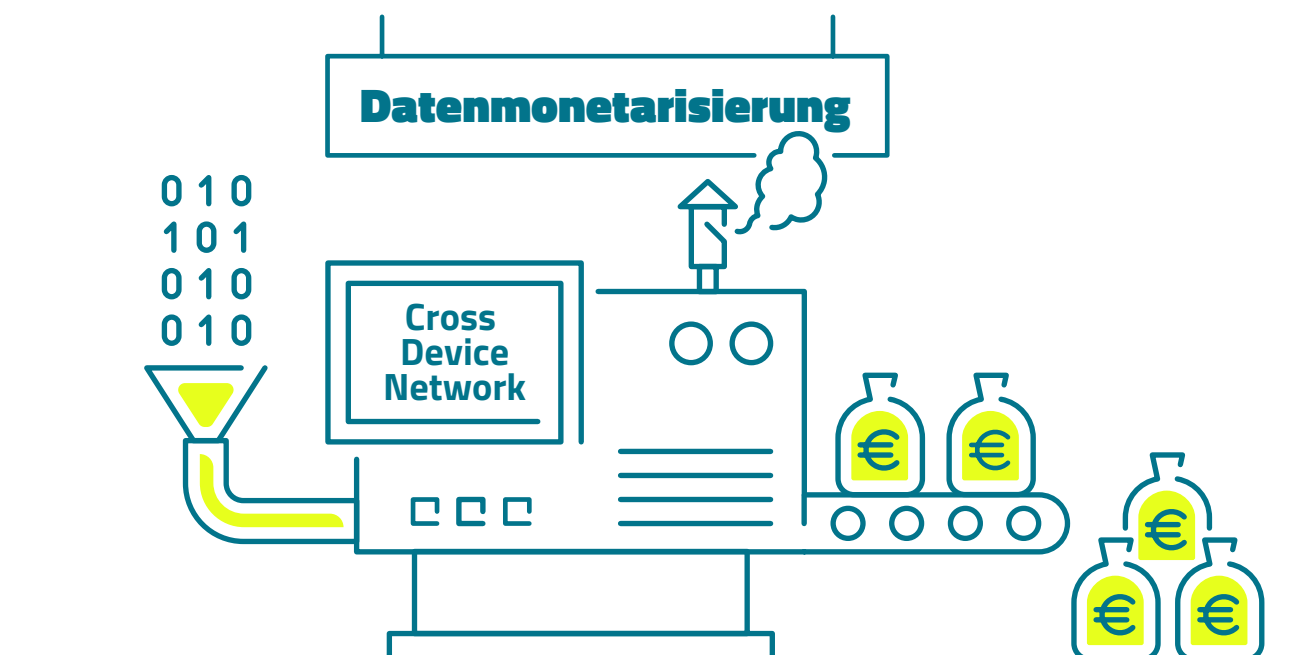 Datenmonetarisierung
0 1 0
1 0 1
0 1 0
0 1 0
Cross
Device
Network
€ €
€
€ €